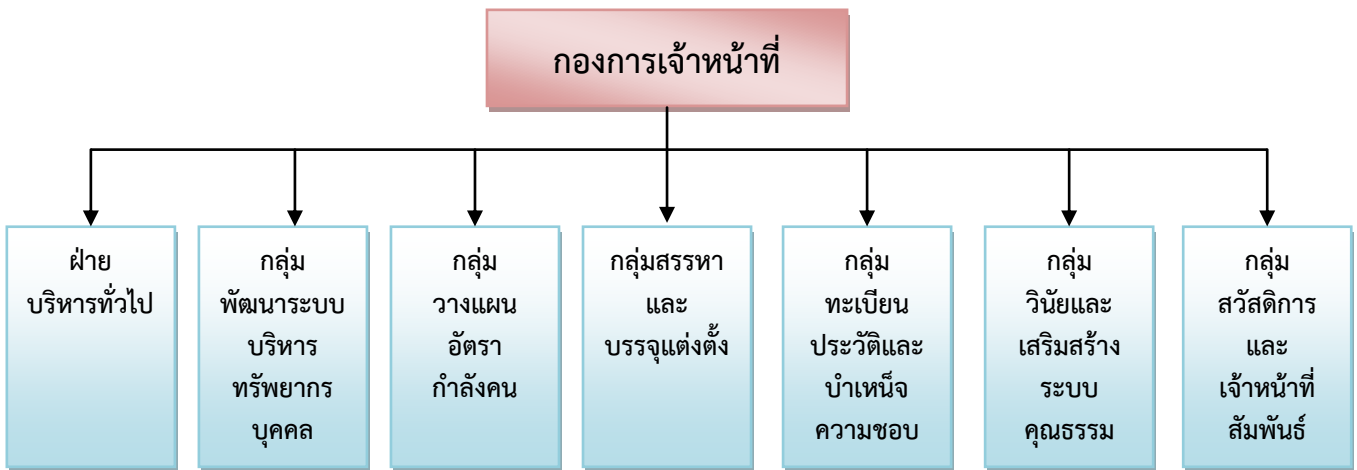 กองการเจ้าหน้าที่
ฝ่าย
บริหารทั่วไป
กลุ่ม
พัฒนาระบบ
บริหาร
ทรัพยากร
บุคคล
กลุ่ม
วางแผน
อัตรา
กำลังคน
กลุ่มสรรหา
และ
บรรจุแต่งตั้ง
กลุ่ม
ทะเบียน
ประวัติและ
บำเหน็จ
ความชอบ
กลุ่ม
วินัยและ
เสริมสร้าง
ระบบ
คุณธรรม
กลุ่ม
สวัสดิการ
และ
เจ้าหน้าที่
สัมพันธ์